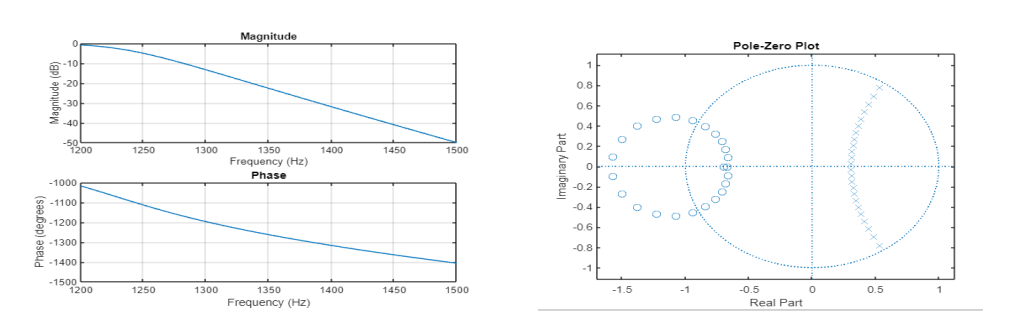 Magnitude
0
-10
-20
-30
-40
-50
Magnitude (dB)
1200 1250 1300 1350 1400 1450 1500
Frequency (Hz)
Phase
-1000
-1100
-1200
-1300
-1400
-1500
Phase (degrees)
1200 1250 1300 1350 1400 1450 1500
Frequency (Hz)
Pole-Zero Plot
1
0.8
0.6
0.4
0.2
0
-0.2
-0.4
-0.6
-0.8
-1
Imaginary Part
-1.5 -1 -0.5 0 0.5 1
Real Part